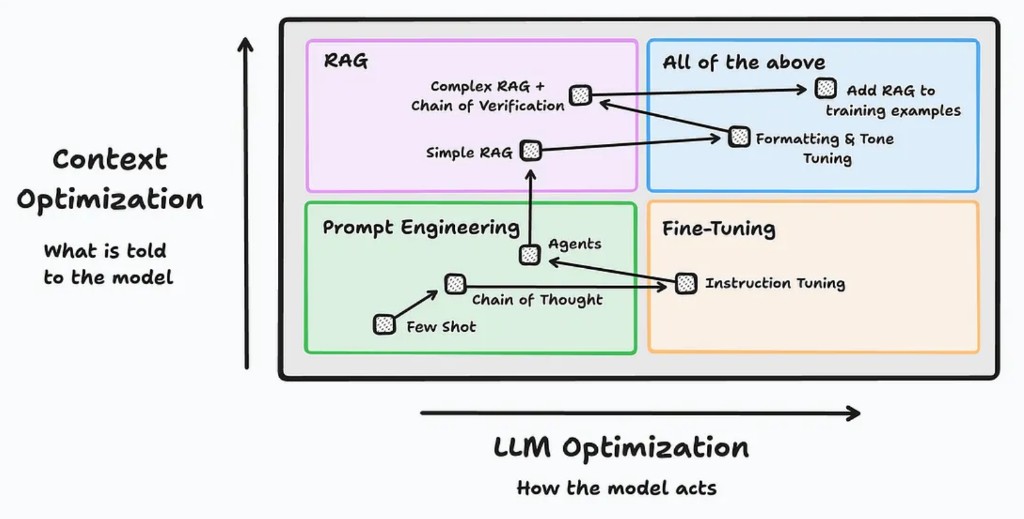 RAG
All of the above
Complex RAG +
Chain of Verification
Add RAG to
training examples
Simple RAG
Formatting & Tone
Tuning
Context
Optimization
What is told
to the model
Prompt Engineering
Fine-Tuning
Agents
Instruction Tuning
Chain of Thought
Few Shot
LLM Optimization
How the model acts